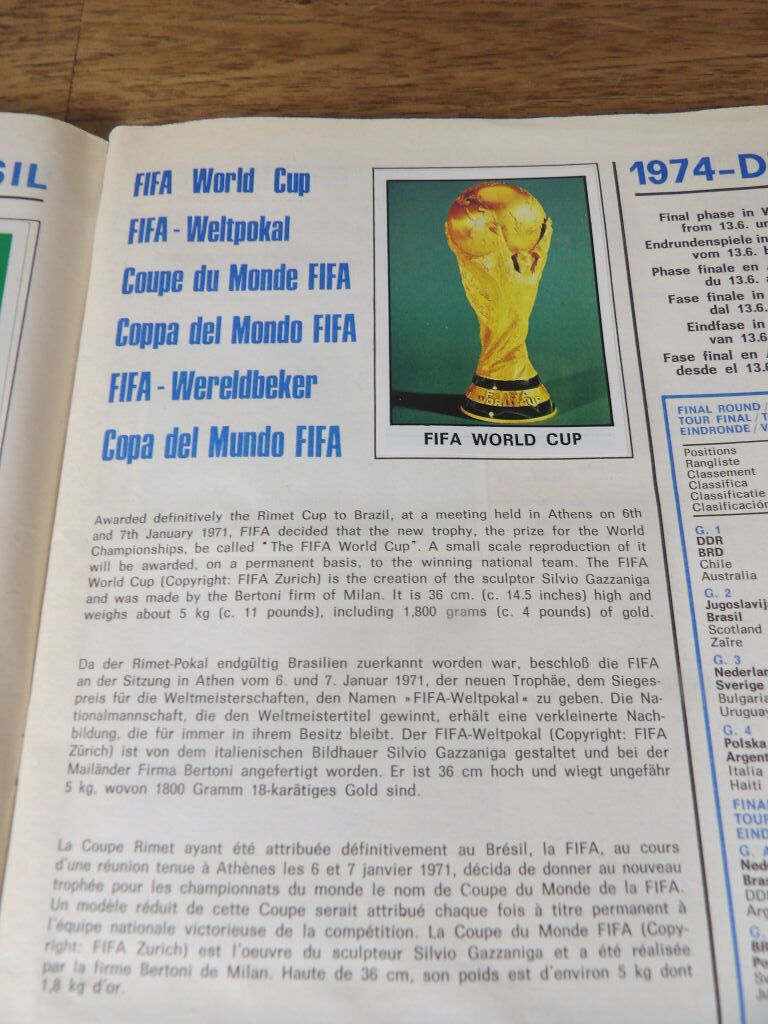 SIL
FIFA World Cup
FIFA - Weltpokal
Coupe du Monde FIFA
Coppa del Mondo FIFA
FIFA - Wereldbeker
Copa del Mundo FIFA
FIFA WORLD CUP
Awarded definitively the Rimet Cup to Brazil, at a meeting held in Athens on 6th
and 7th January 1971, FIFA decided that the new trophy, the prize for the World
Championships, be called "The FIFA World Cup". A small scale reproduction of it
will be awarded, on a permanent basis, to the winning national team. The FIFA
World Cup (Copyright: FIFA Zurich) is the creation of the sculptor Silvio Gazzaniga
and was made by the Bertoni firm of Milan. It is 36 cm. (c. 14.5 inches) high and
weighs about 5 kg (c. 11 pounds), including 1,800 grams (c. 4 pounds) of gold.
Da der Rimet-Pokal endgültig Brasilien zuerkannt worden war, beschloß die FIFA
an der Sitzung in Athen vom 6. und 7. Januar 1971, der neuen Trophäe, dem Sieges-
preis für die Weltmeisterschaften, den Namen »FIFA-Weltpokal« zu geben. Die Na-
tionalmannschaft, die den Weltmeistertitel gewinnt, erhält eine verkleinerte Nach-
bildung, die für immer in ihrem Besitz bleibt. Der FIFA-Weltpokal (Copyright: FIFA
Zürich) ist von dem italienischen Bildhauer Silvio Gazzaniga gestaltet und bei der
Mailänder Firma Bertoni angefertigt worden. Er ist 36 cm hoch und wiegt ungefähr
5 kg, wovon 1800 Gramm 18-karätiges Gold sind.
La Coupe Rimet ayant été attribuée définitivement au Brésil, la FIFA, au cours
d'une réunion tenue à Athènes les 6 et 7 janvier 1971, décida de donner au nouveau
trophée pour les championnats du monde le nom de Coupe du Monde de la FIFA.
Un modèle réduit de cette Coupe serait attribué chaque fois à titre permanent à
l'équipe nationale victorieuse de la compétition. La Coupe du Monde FIFA (Copy-
right: FIFA Zurich) est l'oeuvre du sculpteur Silvio Gazzaniga et a été réalisée
par la firme Bertoni de Milan. Haute de 36 cm, son poids est d'environ 5 kg dont
1,8 kg d'or.
1974-D
Final phase in W
from 13.6. un
Endrundenspiele in
vom 13.6. b
Phase finale en
du 13.6. a
Fase finale in
dal 13.6.
Eindfase in
van 13.6
Fase final en
desde el 13.6
FINAL ROUND /
TOUR FINAL / T
EINDRONDE / V
Positions
Rangliste
Classement
Classifica
Classificatie
Clasificación
G. 1
DDR
BRD
Chile
Australia
G. 2
Jugoslavij
Brasil
Scotland
Zaïre
G. 3
Nederlan
Sverige
Bulgaria
Uruguay
G. 4
Polska
Argent
Italia
Haiti
FINA
TOUR
EIND
G. A
Nede
Bras
DDR
Arg
G.
BR
Po
Sv
Ju